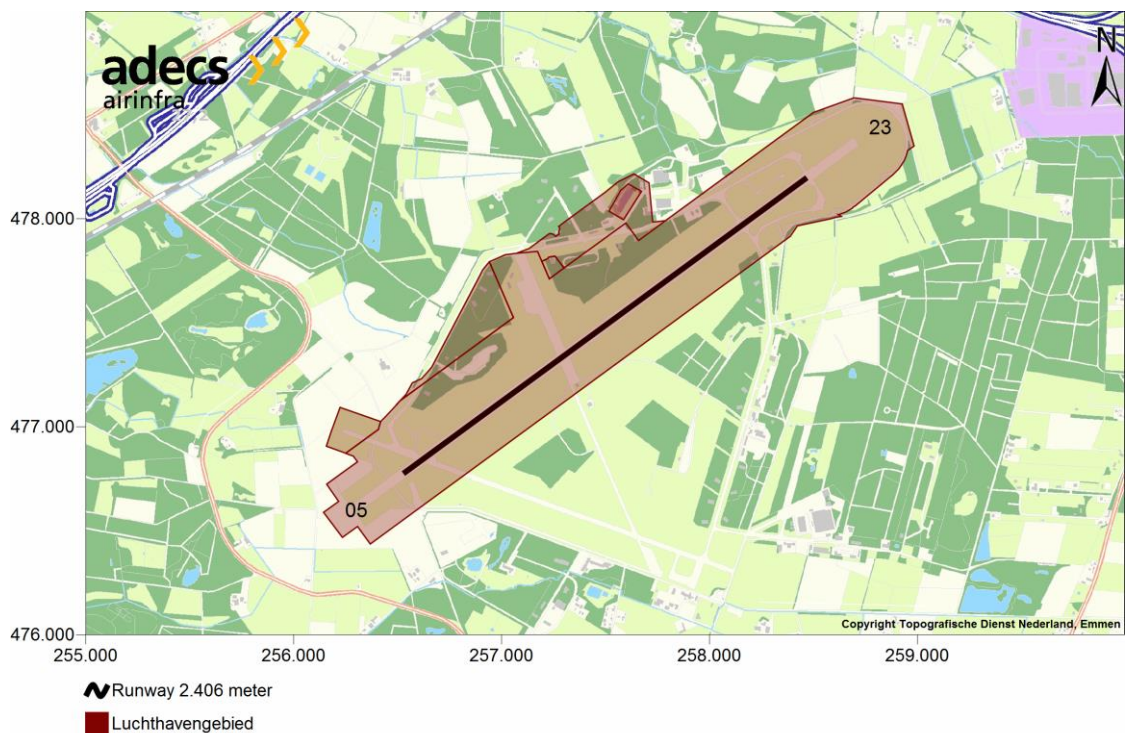 adecs
airinfra
N
23
478.000
477.000
05
476.000
Copyright Topografische Dienst Nederland, Emmen
255.000
256.000
257.000
258.000
259.000
Runway 2.406 meter
Luchthavengebied